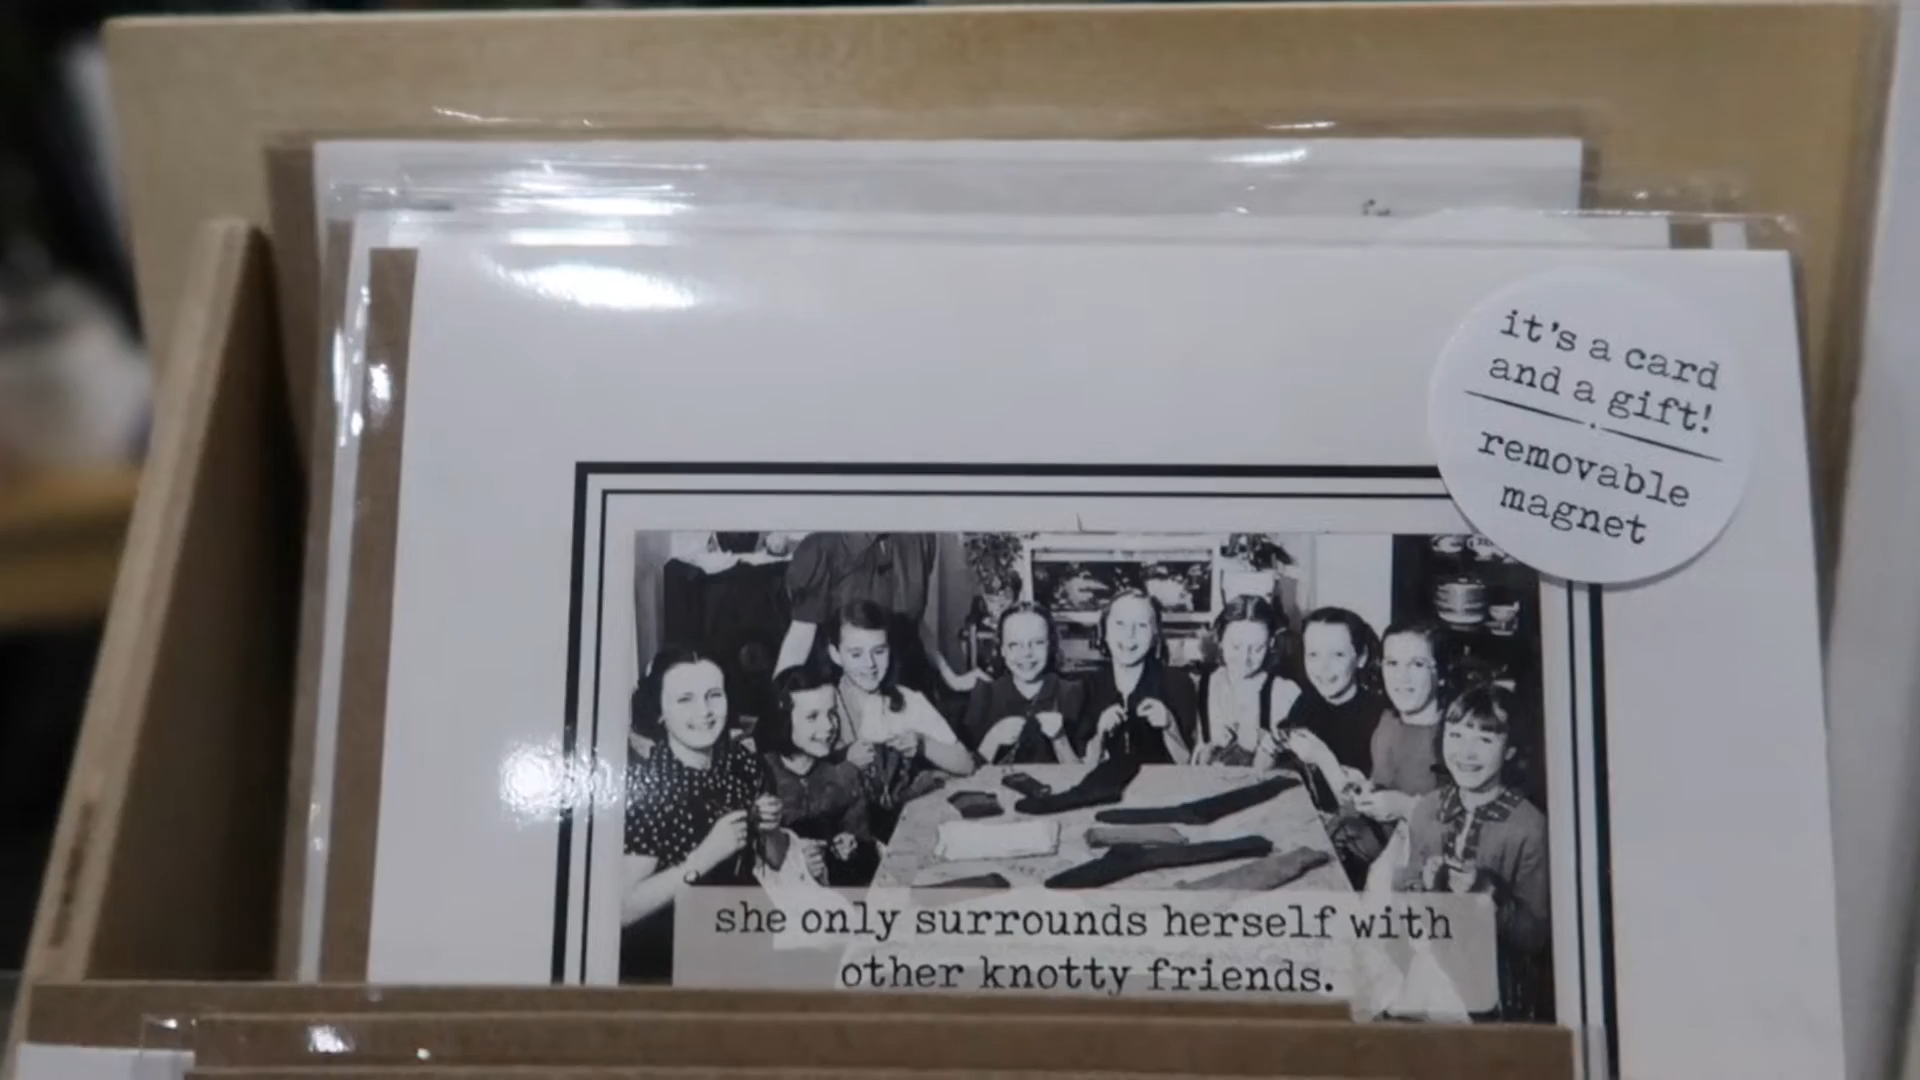 it's a card
and a gift!
removable
magnet
she only surrounds herself with
other knotty friends.